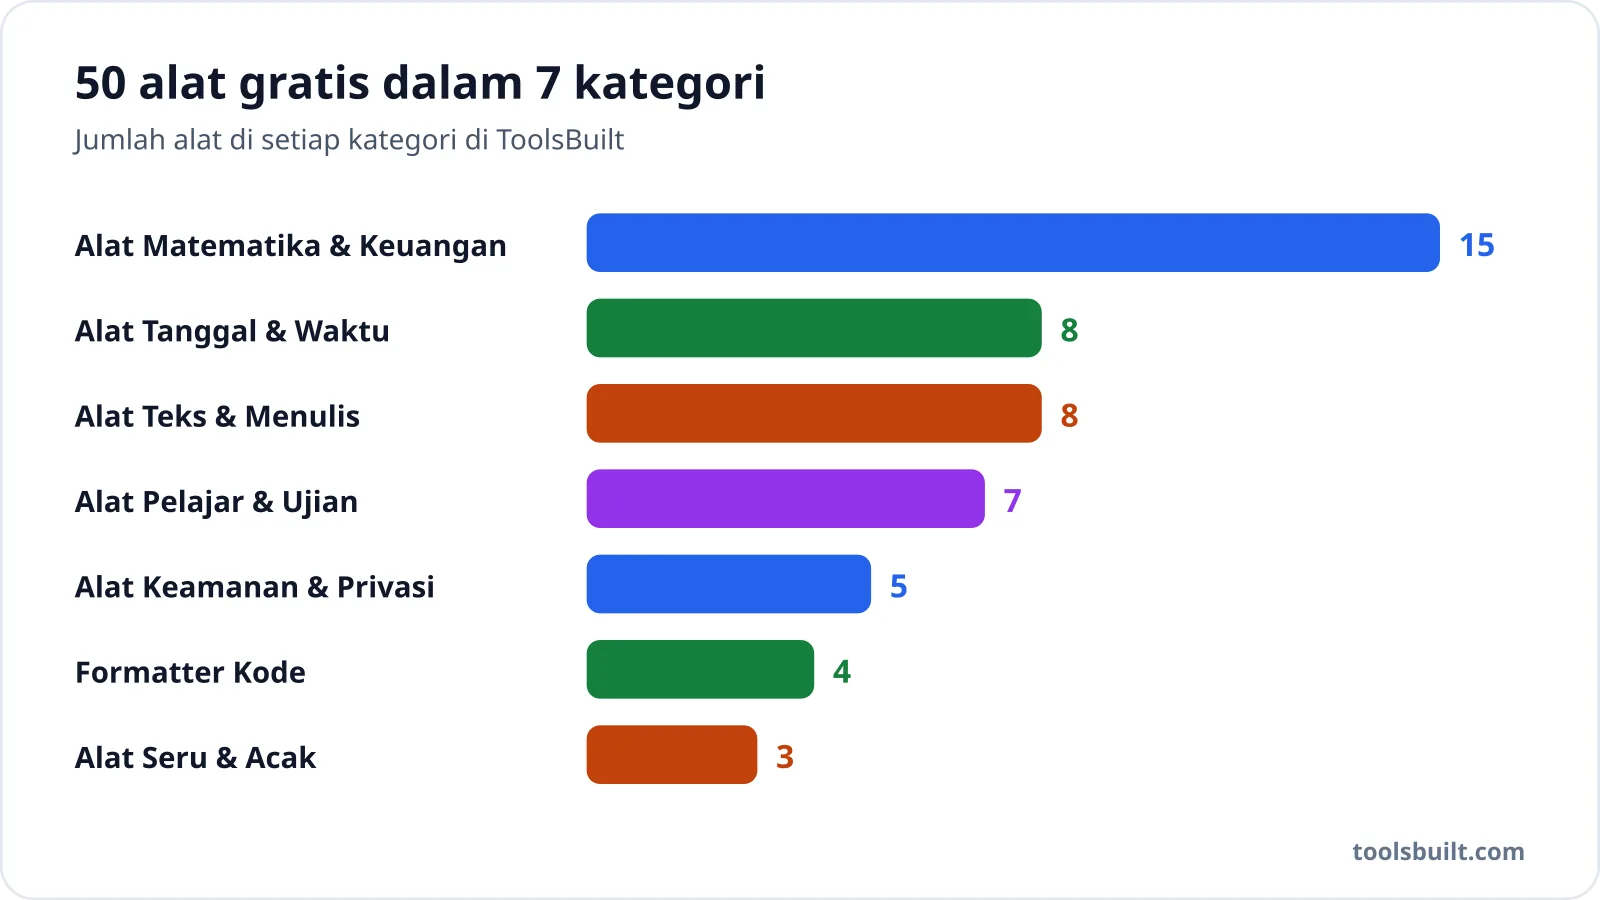 50 alat gratis dalam 7 kategori
Jumlah alat di setiap kategori di ToolsBuilt
Alat Matematika & Keuangan 15
Alat Tanggal & Waktu 8
Alat Teks & Menulis 8
Alat Pelajar & Ujian 7
Alat Keamanan & Privasi 5
Formatter Kode 4
Alat Seru & Acak 3
toolsbuilt.com